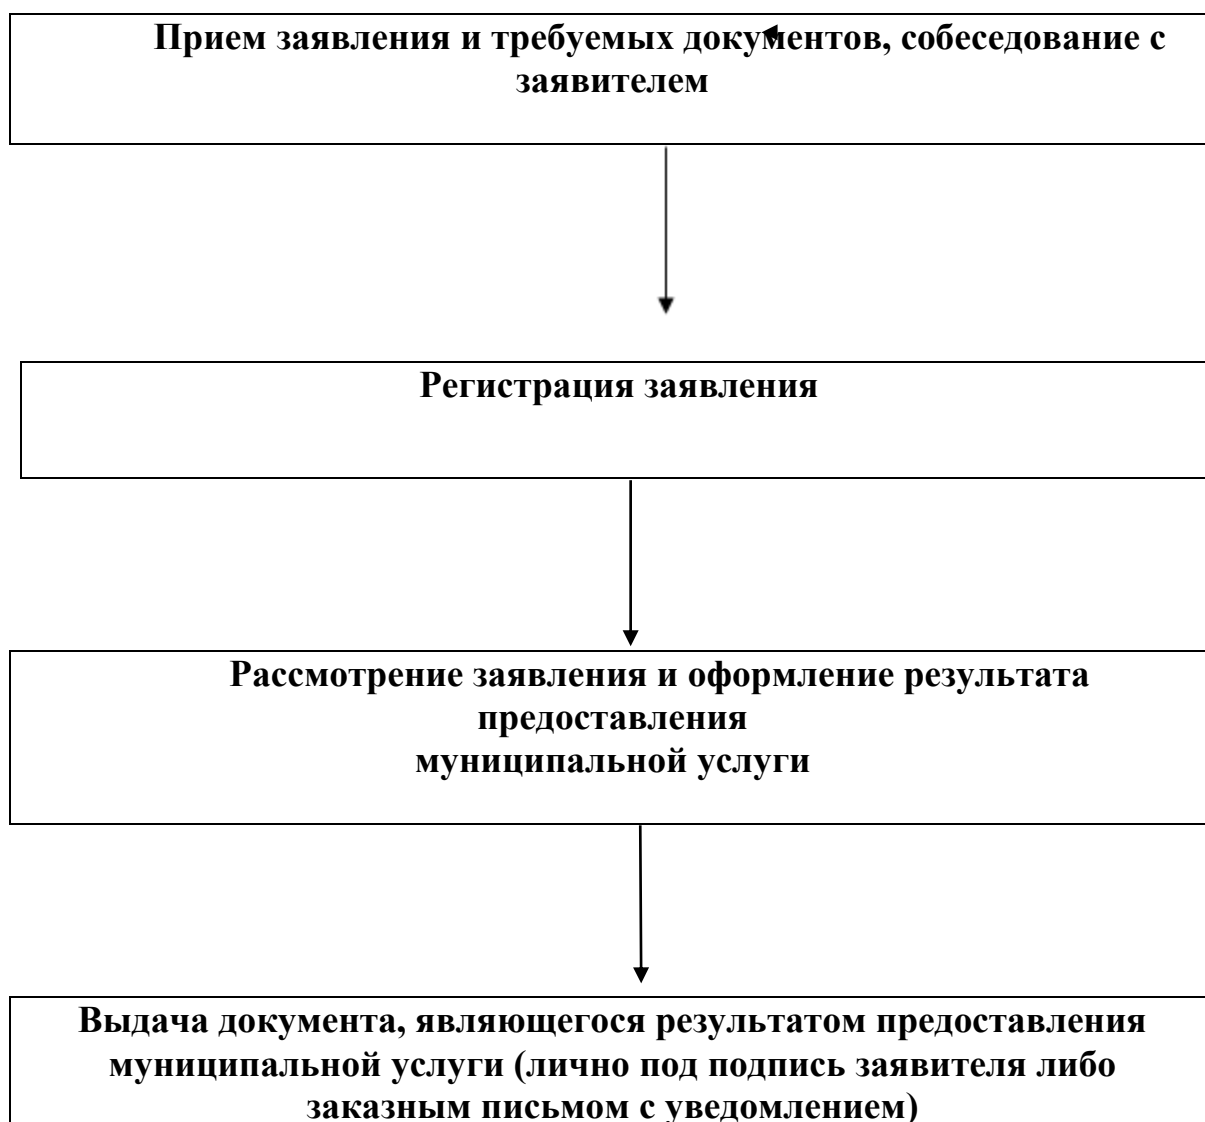 Прием заявления и требуемых документов, собеседование с
заявителем
Регистрация заявления
Рассмотрение заявления и оформление результата
предоставления
муниципальной услуги
Выдача документа, являющегося результатом предоставления
муниципальной услуги (лично под подпись заявителя либо
заказным письмом с уведомлением)